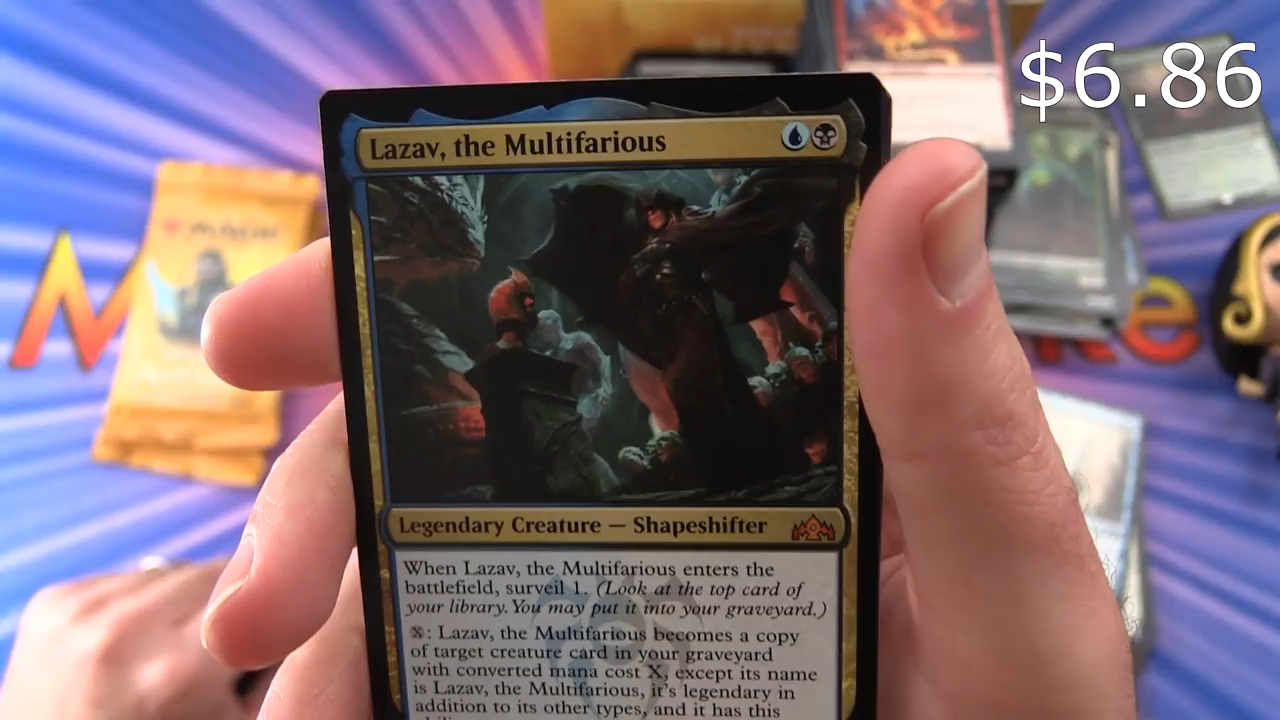 $6.86
Lazav, the Multifarious
Legendary Creature — Shapeshifter
When Lazav, the Multifarious enters the
battlefield, surveil 1. (Look at the top card of
your library. You may put it into your graveyard.)
X: Lazav, the Multifarious becomes a copy
of target creature card in your graveyard
with converted mana cost X, except its name
is Lazav, the Multifarious, it's legendary in
addition to its other types, and it has this